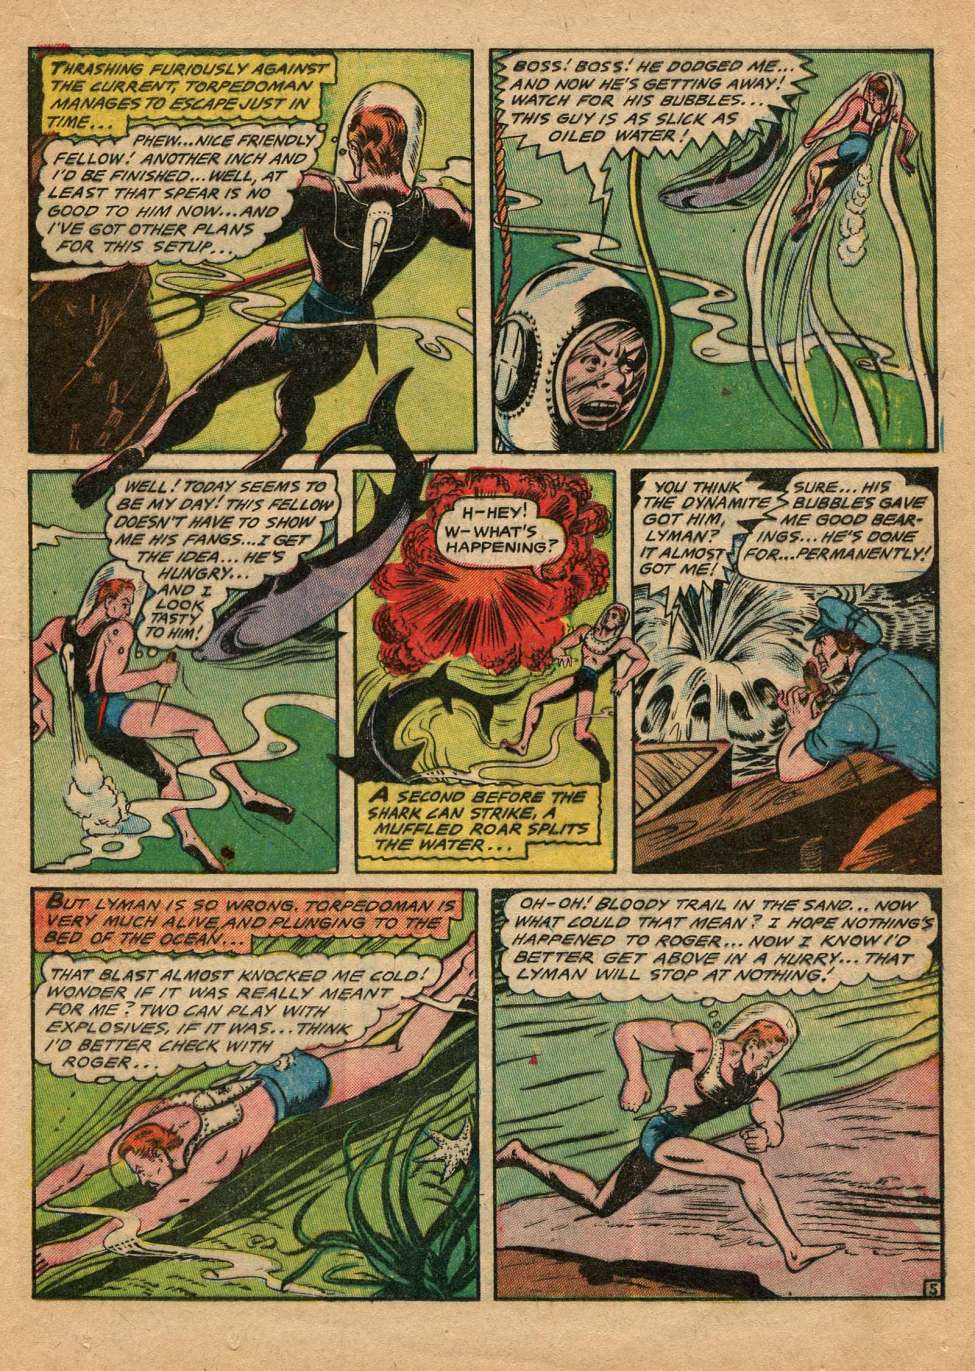 THRASHING FURIOUSLY AGAINST
THE CURRENT, TORPEDOMAN
MANAGES TO ESCAPE JUST IN
TIME...
PHEW...NICE FRIENDLY
FELLOW! ANOTHER INCH AND
I'D BE FINISHED...WELL, AT
LEAST THAT SPEAR IS NO
GOOD TO HIM NOW...AND
I'VE GOT OTHER PLANS
FOR THIS SETUP...
BOSS! BOSS! HE DODGED ME...
AND NOW HE'S GETTING AWAY!
WATCH FOR HIS BUBBLES...
THIS GUY IS AS SLICK AS
OILED WATER!
WELL! TODAY SEEMS TO
BE MY DAY! THIS FELLOW
DOESN'T HAVE TO SHOW
ME HIS FANGS...I GET
THE IDEA...HE'S
HUNGRY...
AND I
LOOK
TASTY
TO HIM!
H-HEY!
W-WHAT'S
HAPPENING?
A SECOND BEFORE THE
SHARK CAN STRIKE, A
MUFFLED ROAR SPLITS
THE WATER...
YOU THINK
THE DYNAMITE
GOT HIM,
LYMAN?
IT ALMOST
GOT ME!
SURE... HIS
BUBBLES GAVE
ME GOOD BEAR-
INGS...HE'S DONE
FOR...PERMANENTLY!
BUT LYMAN IS SO WRONG. TORPEDOMAN IS
VERY MUCH ALIVE AND PLUNGING TO THE
BED OF THE OCEAN...
THAT BLAST ALMOST KNOCKED ME COLD!
WONDER IF IT WAS REALLY MEANT
FOR ME? TWO CAN PLAY WITH
EXPLOSIVES, IF IT WAS...THINK
I'D BETTER CHECK WITH
ROGER...
OH-OH! BLOODY TRAIL IN THE SAND... NOW
WHAT COULD THAT MEAN? I HOPE NOTHING'S
HAPPENED TO ROGER... NOW I KNOW I'D
BETTER GET ABOVE IN A HURRY...THAT
LYMAN WILL STOP AT NOTHING!
5